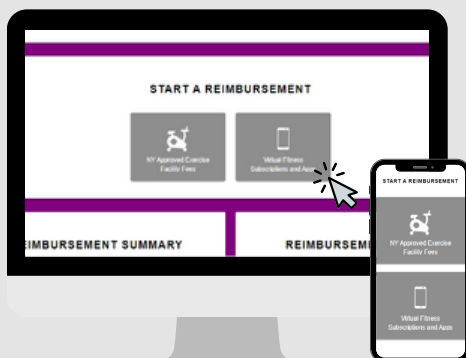 START A REIMBURSEMENT
NY Approved Exercise
Facility Fees
Virtual Fitness
Subscriptions and Apps
EIMBURSEMENT SUMMARY
REIMBURSEM
START A REIMBURSEMENT
NY Approved Exercise
Facility Fees
Virtual Fitness
Subscriptions and Apps